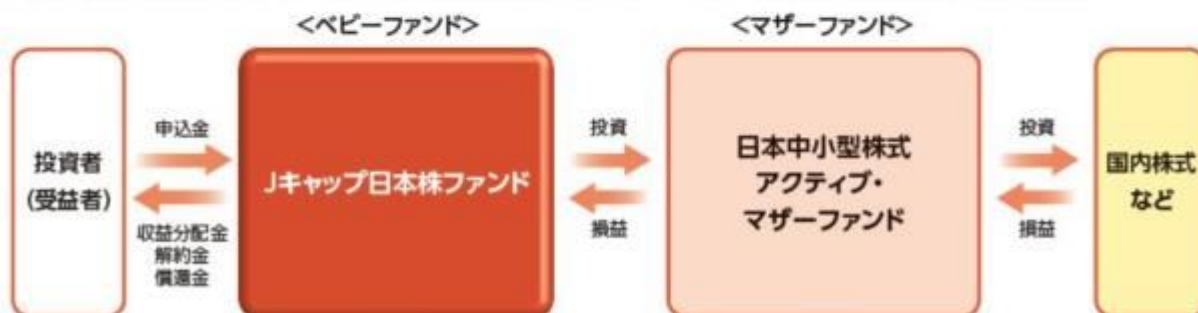 <ベビーファンド>
<マザーファンド>
投資者
(受益者)
申込金
収益分配金
解約金
償還金
Jキャップ日本株ファンド
投資
損益
日本中小型株式
アクティブ・
マザーファンド
投資
損益
国内株式
など